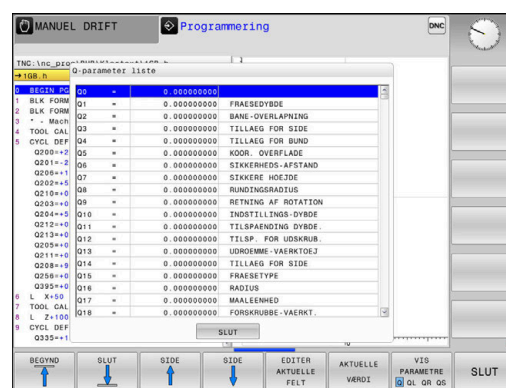 MANUEL DRIFT
Programmering
DNC
TNC:\nc_pro
→1GB.h
Q-parameter liste
0 BEGIN PG
1 BLK FORM
2 BLK FORM
3 * - Mach
4 TOOL CAL
5 CYCL DEF
Q200=+2
Q201=-2
Q206=+1
Q202=+5
Q210=+0
Q203=+0
Q204=+5
Q212=+0
Q213=+0
Q205=+0
Q211=+0
Q208=+9
Q256=+0
Q395=+0
6 L X+50
7 TOOL CAL
8 L Z+100
9 CYCL DEF
Q335=+1
Q0 = 0.000000000
Q1 = 0.000000000 FRAESEDYBDE
Q2 = 0.000000000 BANE-OVERLAPNING
Q3 = 0.000000000 TILLAEG FOR SIDE
Q4 = 0.000000000 TILLAEG FOR BUND
Q5 = 0.000000000 KOOR. OVERFLADE
Q6 = 0.000000000 SIKKERHEDS-AFSTAND
Q7 = 0.000000000 SIKKERE HOEJDE
Q8 = 0.000000000 RUNDINGSRADIUS
Q9 = 0.000000000 RETNING AF ROTATION
Q10 = 0.000000000 INDSTILLINGS-DYBDE
Q11 = 0.000000000 TILSPAENDING DYBDE.
Q12 = 0.000000000 TILSP. FOR UDSKRUB.
Q13 = 0.000000000 UDROEMME-VAERKTOEJ
Q14 = 0.000000000 TILLAEG FOR SIDE
Q15 = 0.000000000 FRAESETYPE
Q16 = 0.000000000 RADIUS
Q17 = 0.000000000 MAALEENHED
Q18 = 0.000000000 FORSKRUBBE-VAERKT.
SLUT
BEGYND
SLUT
SIDE
SIDE
EDITER AKTUELLE FELT
AKTUELLE VÆRDI
VIS PARAMETRE Q QL QR QS
SLUT